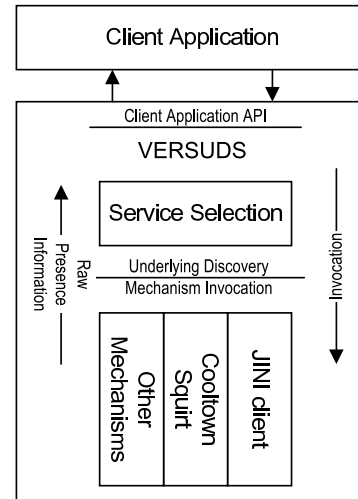 Client Application
Client Application API
VERSUDS
Service Selection
Underlying Discovery
Mechanism Invocation
Raw
Presence
Information
Invocation
Other
Mechanisms
Cooltown
Squirt
JINI client